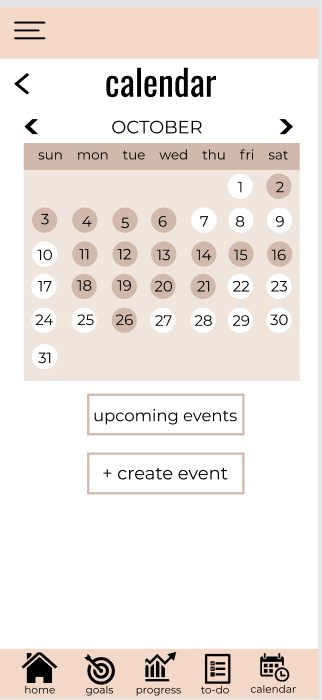 calendar
OCTOBER
sun mon tue wed thu fri sat
1 2
3 4 5 6 7 8 9
10 11 12 13 14 15 16
17 18 19 20 21 22 23
24 25 26 27 28 29 30
31
upcoming events
+ create event
home goals progress to-do calendar